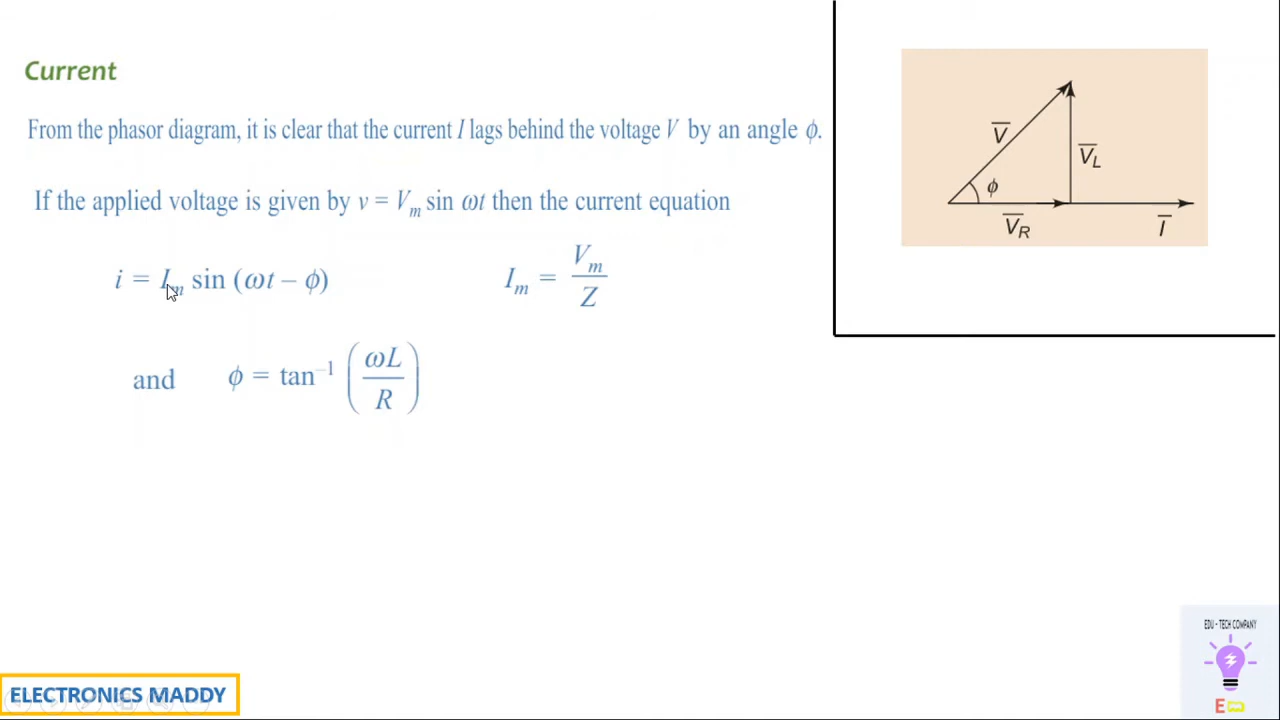 Current
From the phasor diagram, it is clear that the current I lags behind the voltage V by an angle ϕ.
If the applied voltage is given by v = Vₘ sin ωt then the current equation
i = Iₘ sin (ωt – ϕ)
Iₘ = Vₘ / Z
and ϕ = tan⁻¹ (ωL / R)
V̅
V̅_L
ϕ
V̅_R
I̅
EDU - TECH COMPANY
E
ELECTRONICS MADDY